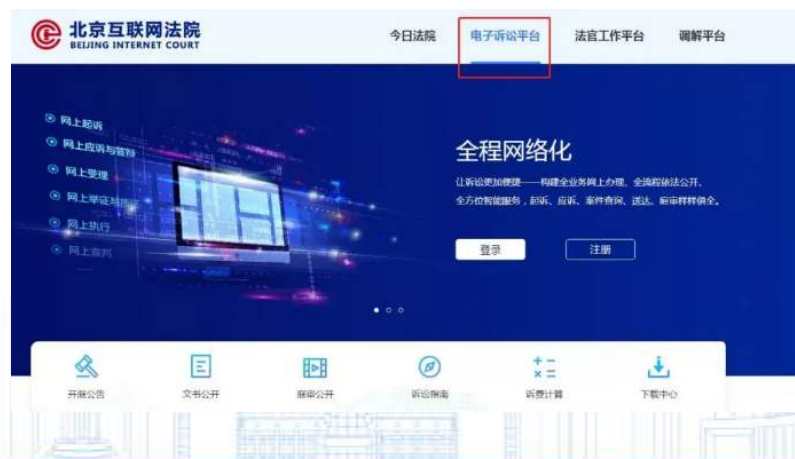 北京互联网法院
BEIJING INTERNET COURT
今日法院 电子诉讼平台 法官工作平台 调解平台
网上起诉
网上应诉与答辩
网上受理
网上举证与质证
网上执行
网上宣判
全程网络化
让诉讼更加便捷——构建全业务网上办理、全流程依法公开、
全方位智能服务,起诉、应诉、案件查询、送达、庭审样样俱全。
登录 注册
开庭公告 文书公开 庭审公开 诉讼指南 诉费计算 下载中心